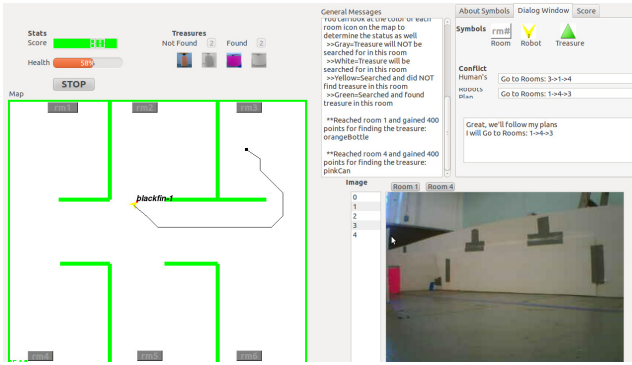 Stats
Score
Health 58%
STOP
Treasures
Not Found 2 Found 2
Map
rm1
rm2
rm3
blackfin-1
rm4
rm5
rm6
General Messages
You can look at the color of each
room icon on the map to
determine the status as well
>>Gray=Treasure will NOT be
searched for in this room
>>White=Treasure will be
searched for in this room
>>Yellow=Searched and did NOT
find treasure in this room
>>Green=Searched and found
treasure in this room
**Reached room 1 and gained 400
points for finding the treasure:
orangeBottle
**Reached room 4 and gained 400
points for finding the treasure:
pinkCan
Image
Room 1 Room 4
0
1
2
3
4
About Symbols Dialog Window Score
Symbols
rm#
Room Robot Treasure
Conflict
Human's
Go to Rooms: 3->1->4
Robots
Plan
Go to Rooms: 1->4->3
Great, we'll follow my plans
I will Go to Rooms: 1->4->3